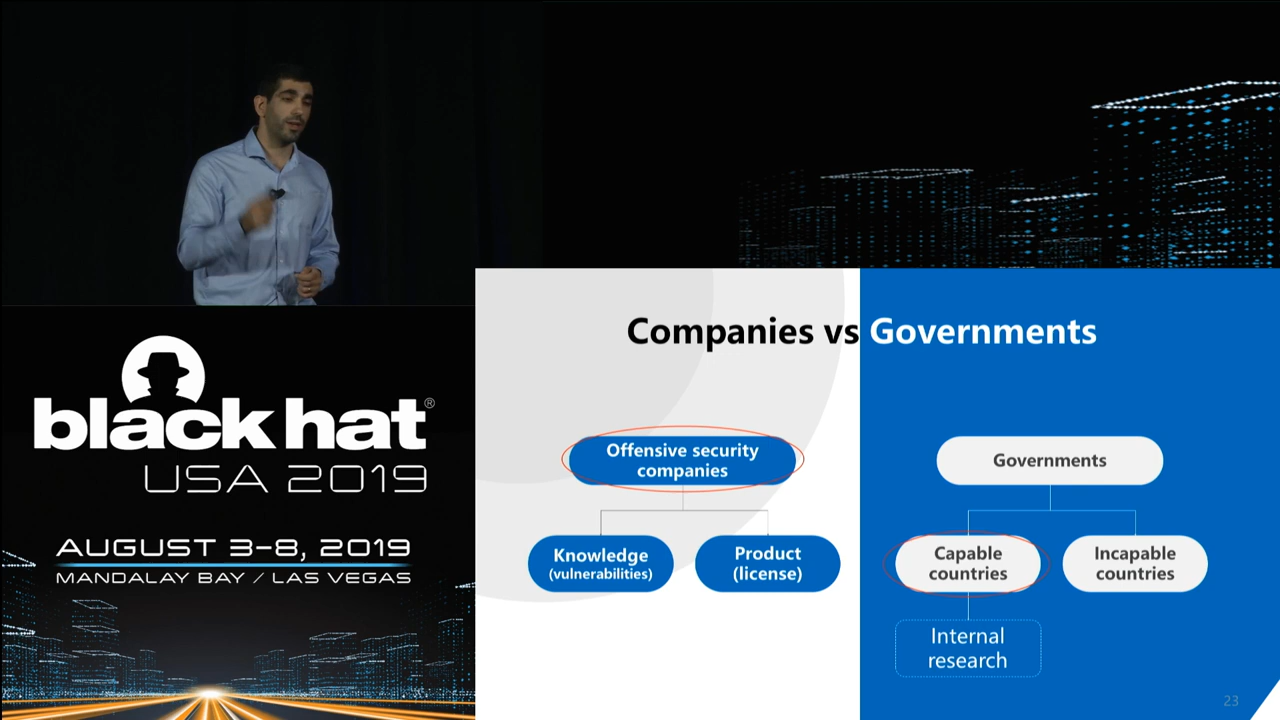 black hat®
USA 2019
AUGUST 3-8, 2019
MANDALAY BAY / LAS VEGAS
Companies vs Governments
Offensive security
companies
Knowledge
(vulnerabilities)
Product
(license)
Governments
Capable
countries
Incapable
countries
Internal
research
23